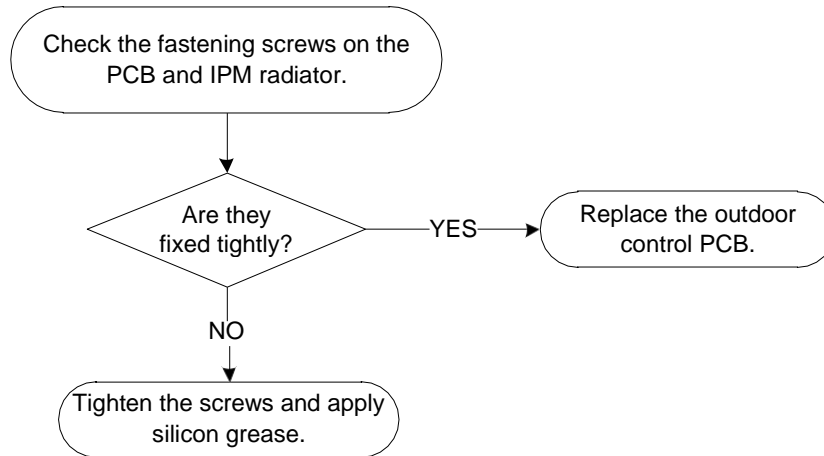 Check the fastening screws on the
PCB and IPM radiator.
Are they
fixed tightly?
YES
Replace the outdoor
control PCB.
NO
Tighten the screws and apply
silicon grease.